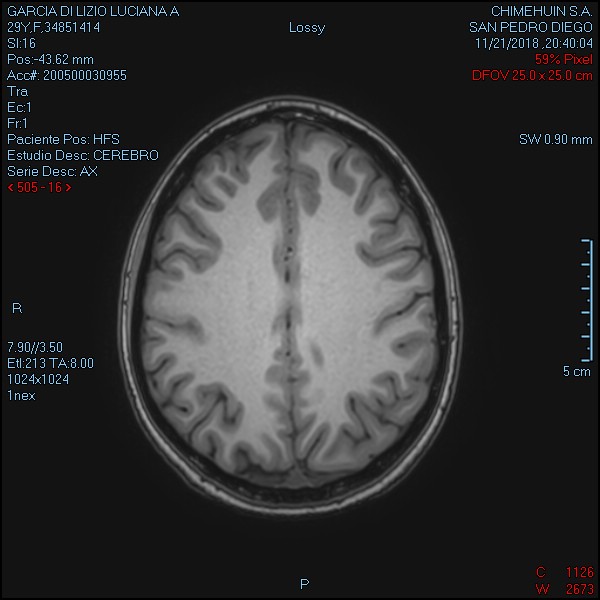 GARCIA DI LIZIO LUCIANA A
29Y,F,34851414
Sl:16
Pos:-43.62 mm
Acc#: 200500030955
Tra
Ec:1
Fr:1
Paciente Pos: HFS
Estudio Desc: CEREBRO
Serie Desc: AX
< 505 - 16 >
Lossy
CHIMEHUIN S.A.
SAN PEDRO DIEGO
11/21/2018 ,20:40:04
59% Pixel
DFOV 25.0 x 25.0 cm
SW 0.90 mm
R
7.90//3.50
Etl:213 TA:8.00
1024x1024
1nex
5 cm
P
C 1126
W 2673